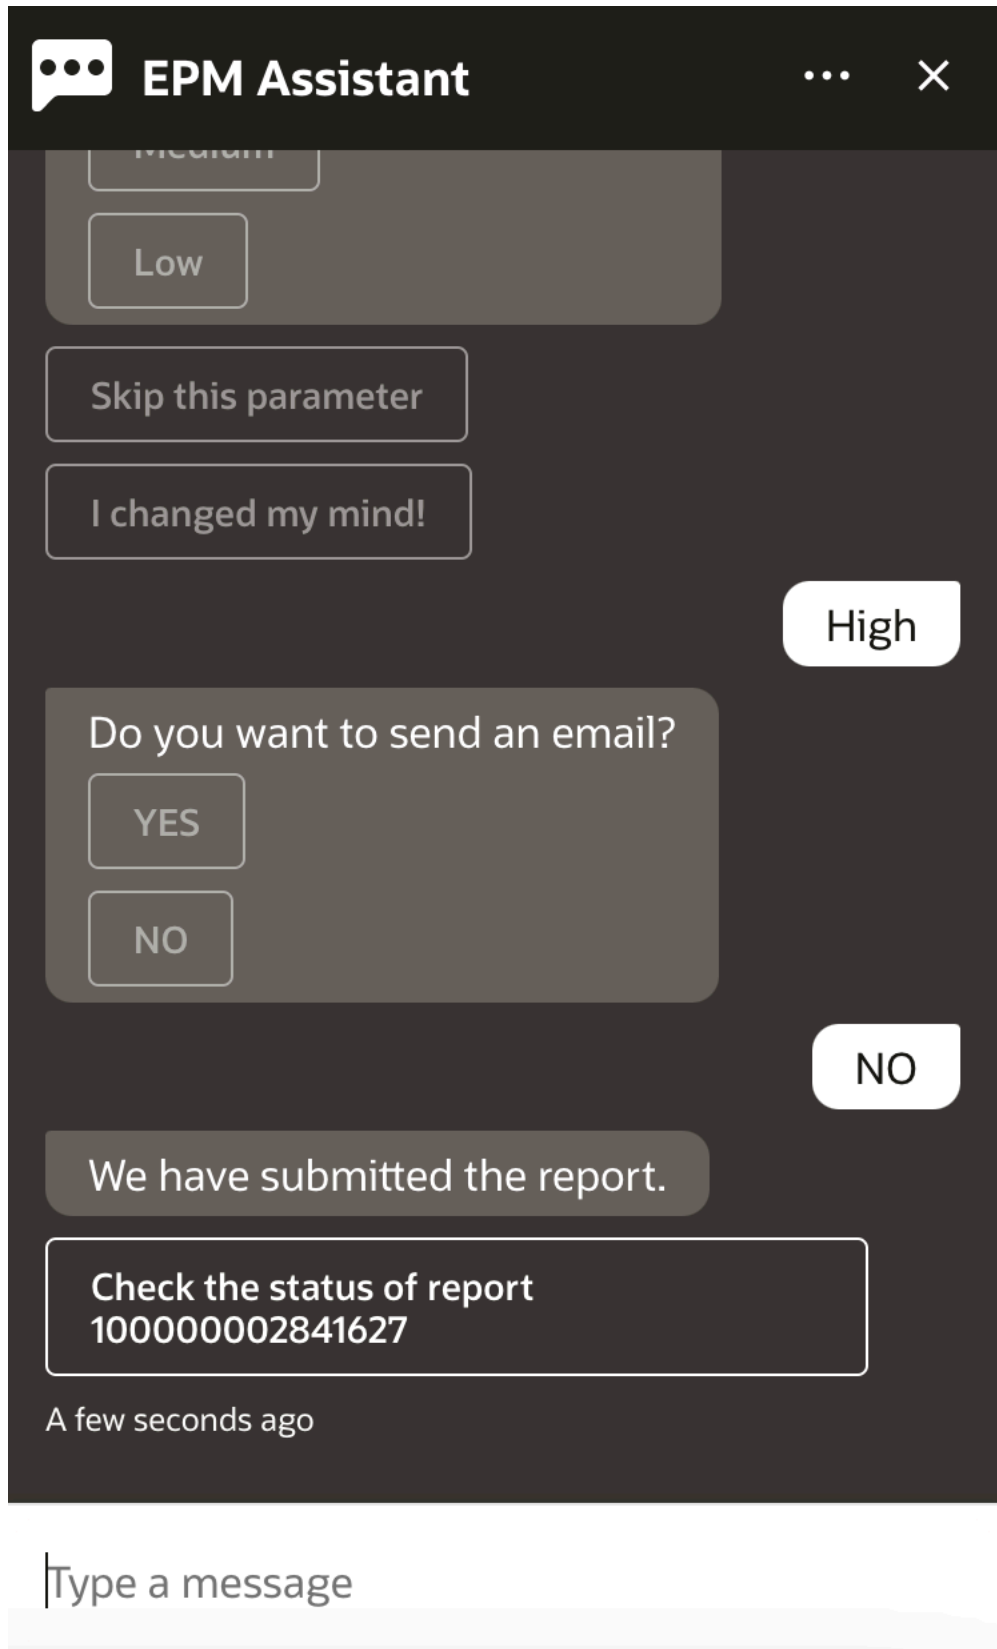 EPM Assistant
Medium
Low
Skip this parameter
I changed my mind!
High
Do you want to send an email?
YES
NO
NO
We have submitted the report.
Check the status of report
100000002841627
A few seconds ago
Type a message